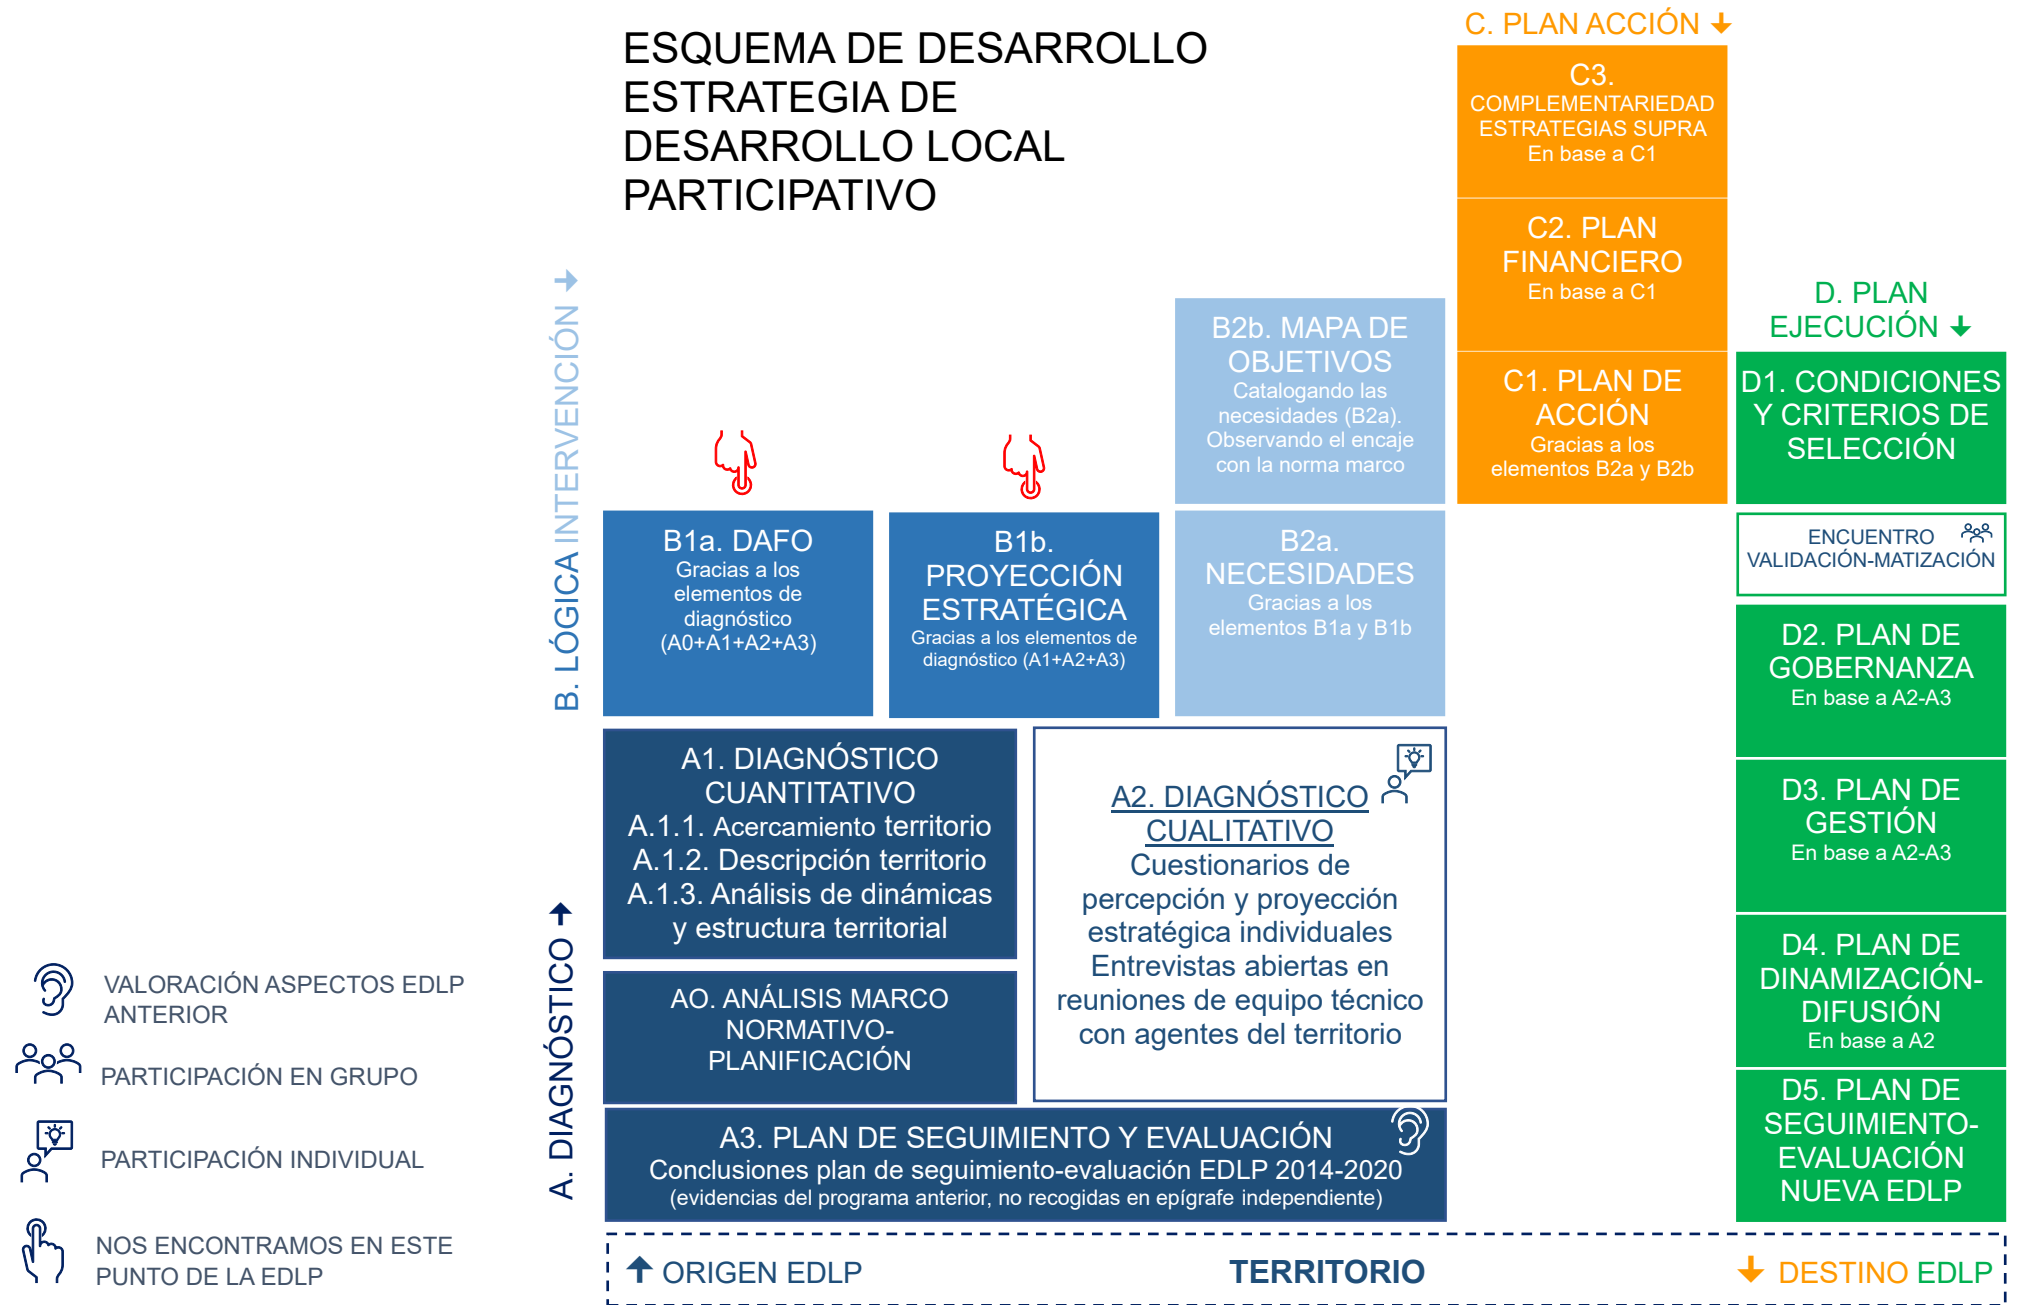 ESQUEMA DE DESARROLLO
ESTRATEGIA DE
DESARROLLO LOCAL
PARTICIPATIVO
C. PLAN ACCIÓN
C3.
COMPLEMENTARIEDAD
ESTRATEGIAS SUPRA
En base a C1
C2. PLAN
FINANCIERO
En base a C1
C1. PLAN DE
ACCIÓN
Gracias a los
elementos B2a y B2b
D. PLAN
EJECUCIÓN
D1. CONDICIONES
Y CRITERIOS DE
SELECCIÓN
ENCUENTRO
VALIDACIÓN-MATIZACIÓN
D2. PLAN DE
GOBERNANZA
En base a A2-A3
D3. PLAN DE
GESTIÓN
En base a A2-A3
D4. PLAN DE
DINAMIZACIÓN-
DIFUSIÓN
En base a A2
D5. PLAN DE
SEGUIMIENTO-
EVALUACIÓN
NUEVA EDLP
B. LÓGICA INTERVENCIÓN
B2b. MAPA DE
OBJETIVOS
Catalogando las
necesidades (B2a).
Observando el encaje
con la norma marco
B1a. DAFO
Gracias a los
elementos de
diagnóstico
(A0+A1+A2+A3)
B1b.
PROYECCIÓN
ESTRATÉGICA
Gracias a los elementos de
diagnóstico (A1+A2+A3)
B2a.
NECESIDADES
Gracias a los
elementos B1a y B1b
A. DIAGNÓSTICO
A1. DIAGNÓSTICO
CUANTITATIVO
A.1.1. Acercamiento territorio
A.1.2. Descripción territorio
A.1.3. Análisis de dinámicas
y estructura territorial
A2. DIAGNÓSTICO
CUALITATIVO
Cuestionarios de
percepción y proyección
estratégica individuales
Entrevistas abiertas en
reuniones de equipo técnico
con agentes del territorio
AO. ANÁLISIS MARCO
NORMATIVO-
PLANIFICACIÓN
A3. PLAN DE SEGUIMIENTO Y EVALUACIÓN
Conclusiones plan de seguimiento-evaluación EDLP 2014-2020
(evidencias del programa anterior, no recogidas en epígrafe independiente)
ORIGEN EDLP
TERRITORIO
DESTINO EDLP
VALORACIÓN ASPECTOS EDLP
ANTERIOR
PARTICIPACIÓN EN GRUPO
PARTICIPACIÓN INDIVIDUAL
NOS ENCONTRAMOS EN ESTE
PUNTO DE LA EDLP